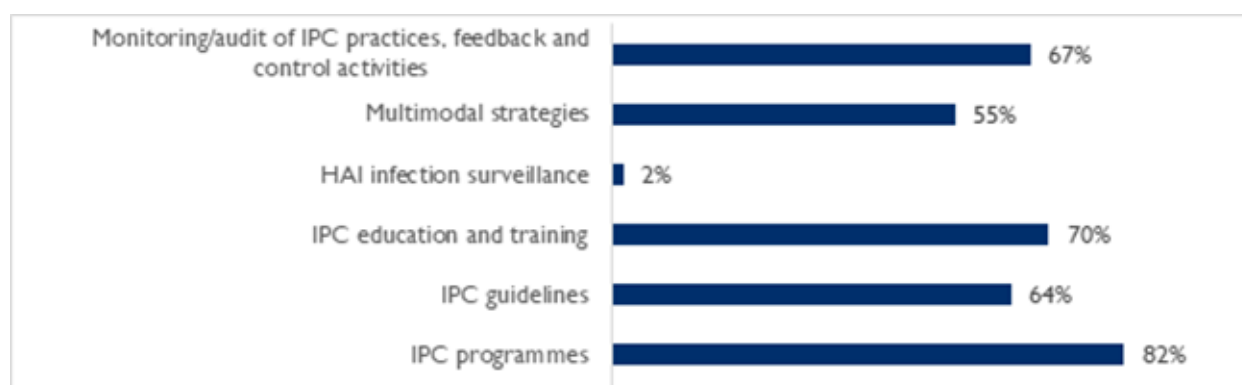 Monitoring/audit of IPC practices, feedback and
control activities
67%
Multimodal strategies
55%
HAI infection surveillance
2%
IPC education and training
70%
IPC guidelines
64%
IPC programmes
82%